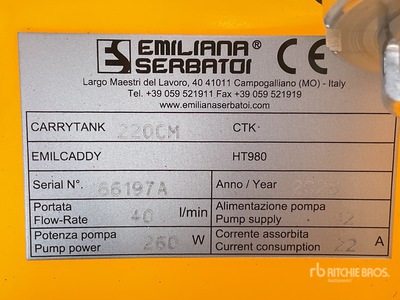 EMILIANA® SERBATOI CE
Largo Maestri del Lavoro, 40 41011 Campogalliano (MO) - Italy
Tel. +39 059 521911 Fax +39 059 521919
www.emilianaserbatoi.com
CARRYTANK 220CM CTK
EMILCADDY HT980
Serial N°. 66197A Anno / Year
Portata Flow-Rate 40 l/min Alimentazione pompa Pump supply 12
Potenza pompa Pump power 260 W Corrente assorbita Current consumption 22 A
rb RITCHIE BROS.